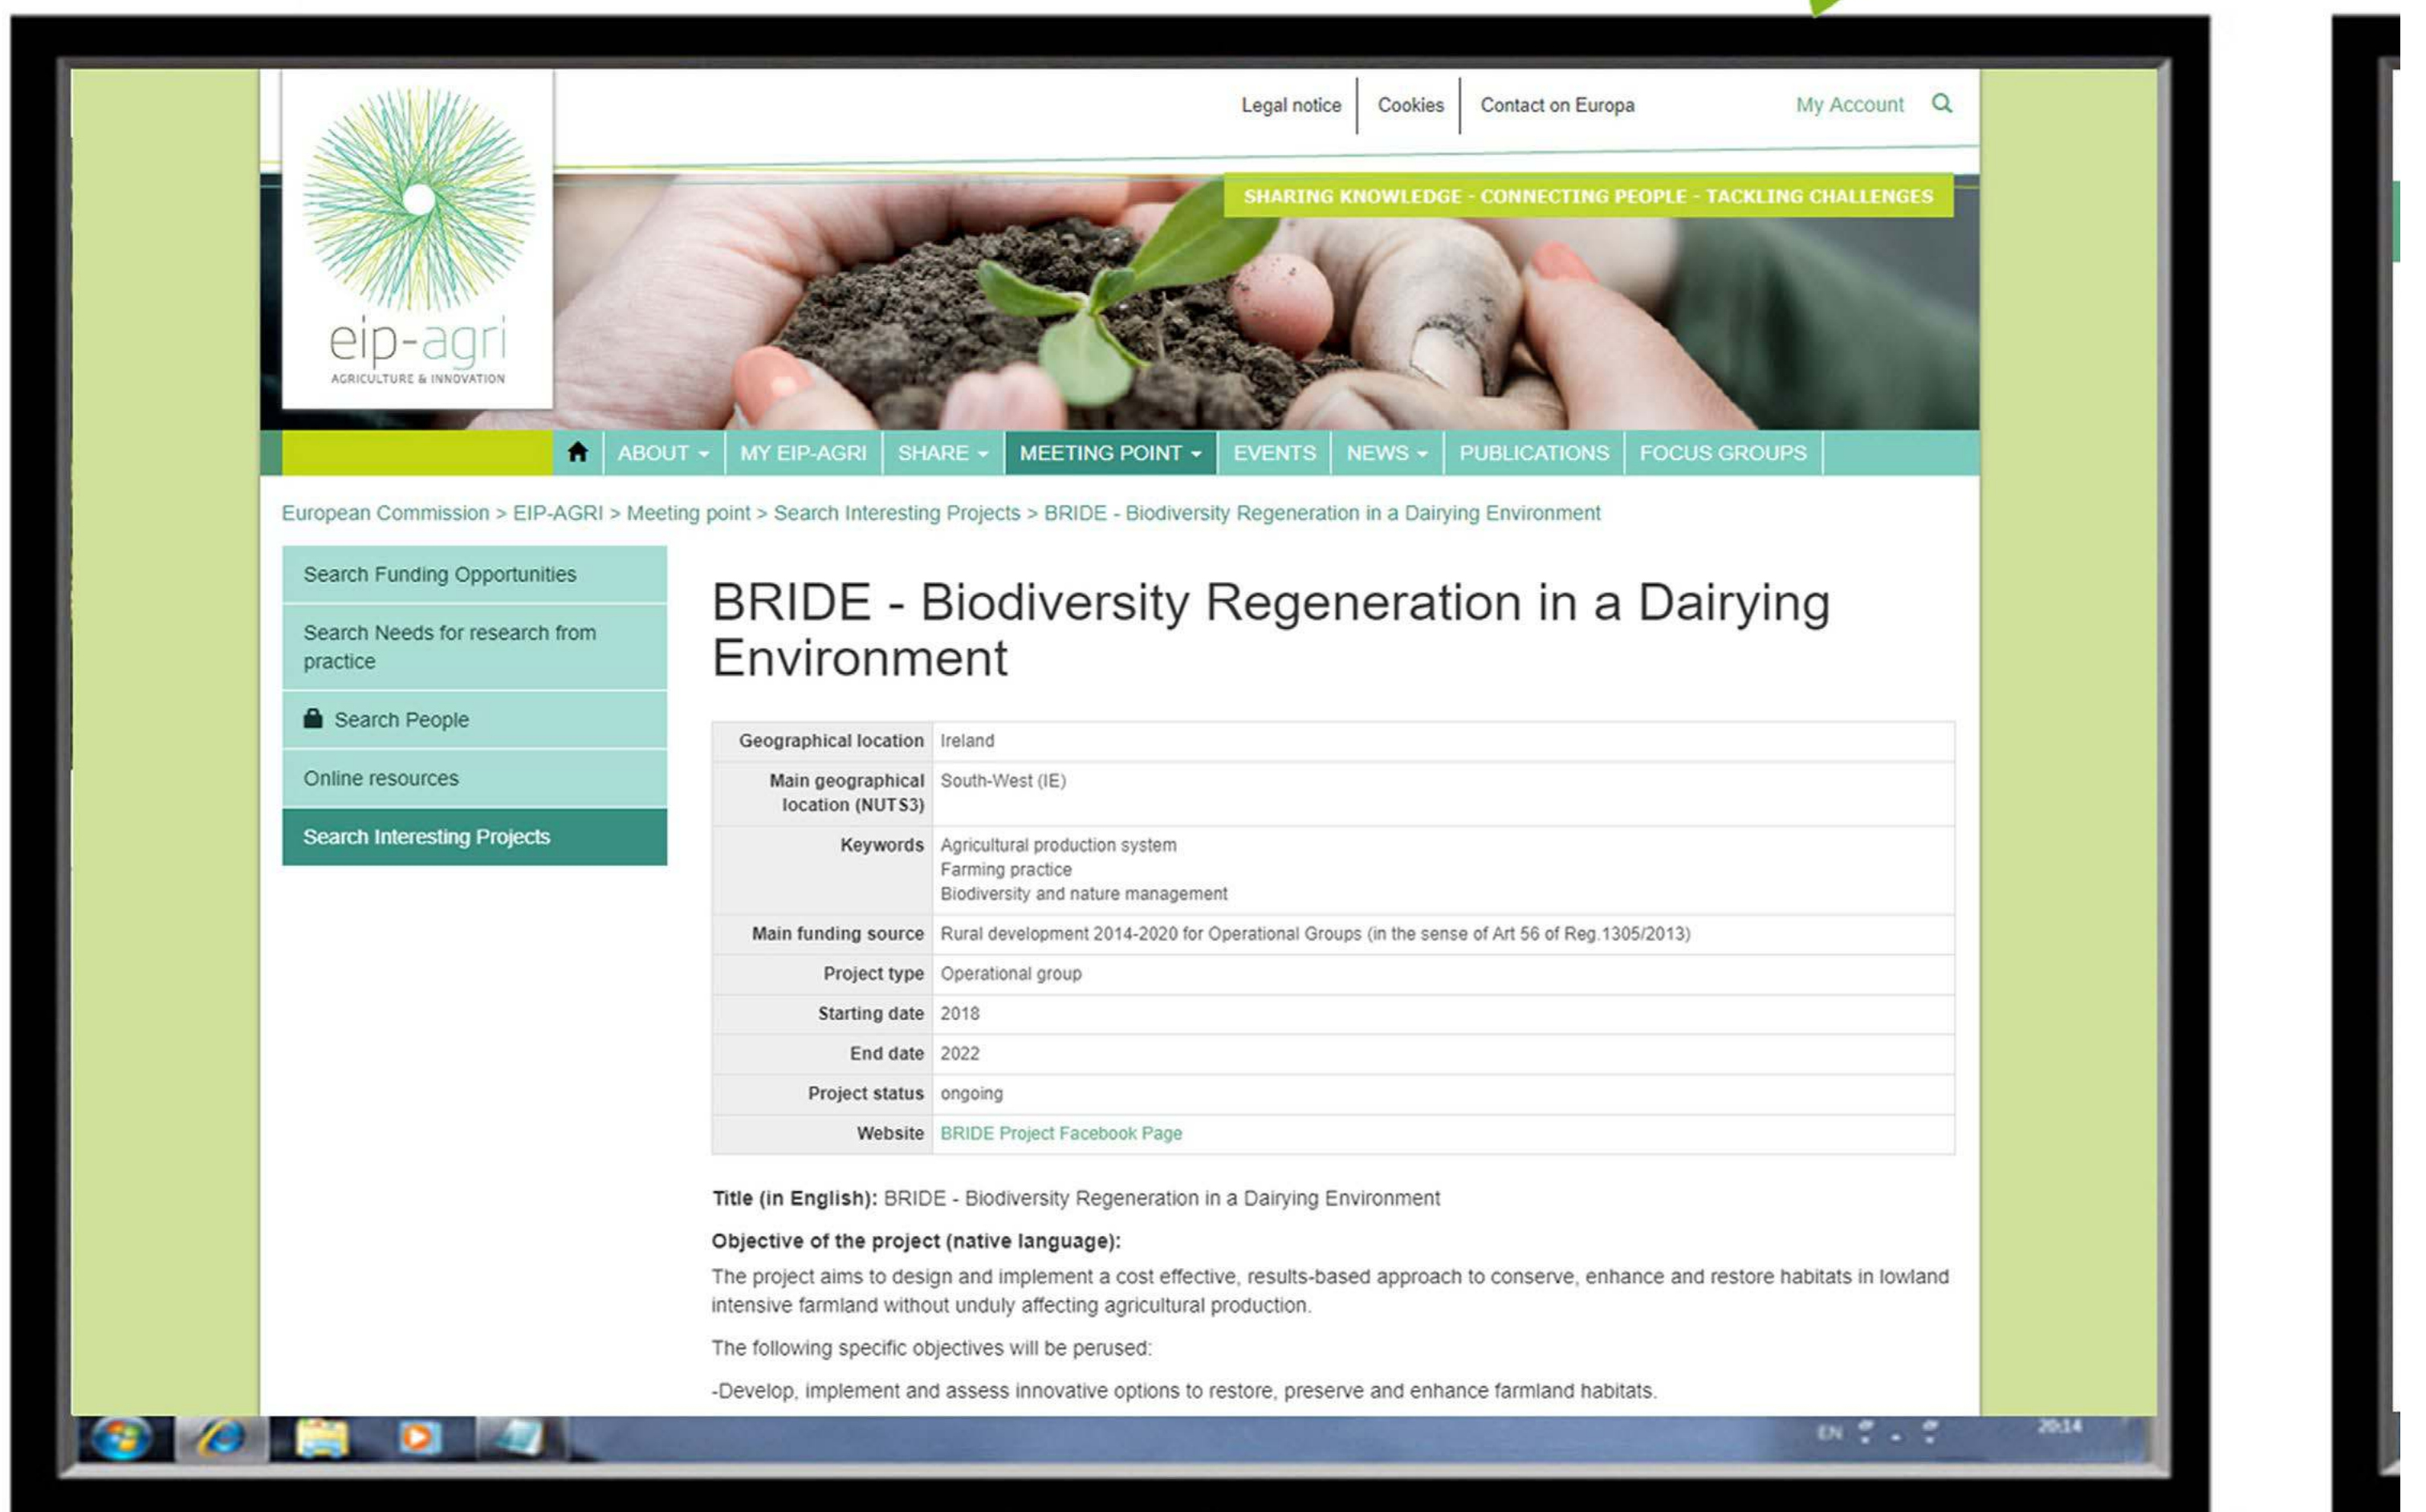 Legal notice
Cookies
Contact on Europa
My Account
SHARING KNOWLEDGE - CONNECTING PEOPLE - TACKLING CHALLENGES
eip-agri
AGRICULTURE & INNOVATION
ABOUT
MY EIP-AGRI
SHARE
MEETING POINT
EVENTS
NEWS
PUBLICATIONS
FOCUS GROUPS
European Commission > EIP-AGRI > Meeting point > Search Interesting Projects > BRIDE - Biodiversity Regeneration in a Dairying Environment
Search Funding Opportunities
Search Needs for research from
practice
Search People
Online resources
Search Interesting Projects
BRIDE - Biodiversity Regeneration in a Dairying
Environment
Geographical location Ireland
Main geographical South-West (IE)
location (NUTS3)
Keywords Agricultural production system
Farming practice
Biodiversity and nature management
Main funding source Rural development 2014-2020 for Operational Groups (in the sense of Art 56 of Reg.1305/2013)
Project type Operational group
Starting date 2018
End date 2022
Project status ongoing
Website BRIDE Project Facebook Page
Title (in English): BRIDE - Biodiversity Regeneration in a Dairying Environment
Objective of the project (native language):
The project aims to design and implement a cost effective, results-based approach to conserve, enhance and restore habitats in lowland
intensive farmland without unduly affecting agricultural production.
The following specific objectives will be perused:
-Develop, implement and assess innovative options to restore, preserve and enhance farmland habitats.
EN
20:14